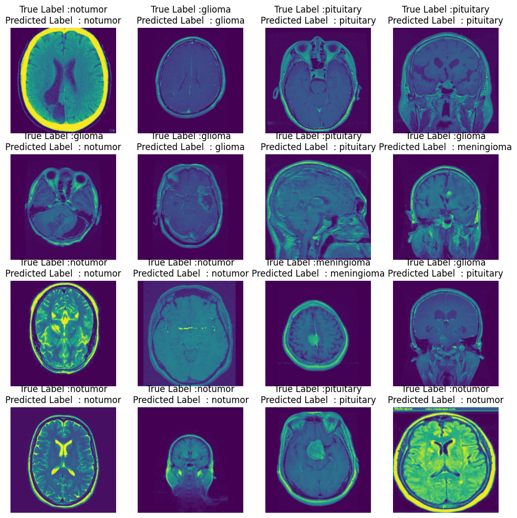 True Label :notumor
Predicted Label  : notumor
True Label :glioma
Predicted Label  : glioma
True Label :pituitary
Predicted Label  : pituitary
True Label :pituitary
Predicted Label  : pituitary
True Label :glioma
Predicted Label  : notumor
True Label :glioma
Predicted Label  : glioma
True Label :pituitary
Predicted Label  : pituitary
True Label :glioma
Predicted Label  : meningioma
True Label :notumor
Predicted Label  : notumor
True Label :notumor
Predicted Label  : notumor
True Label :meningioma
Predicted Label  : meningioma
True Label :glioma
Predicted Label  : pituitary
True Label :notumor
Predicted Label  : notumor
True Label :notumor
Predicted Label  : notumor
True Label :pituitary
Predicted Label  : pituitary
True Label :notumor
Predicted Label  : notumor